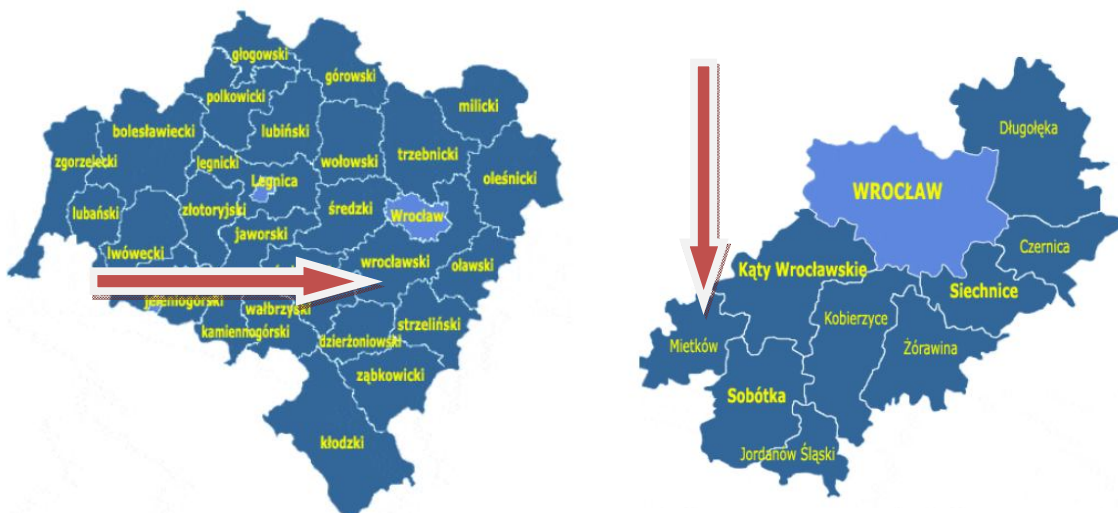 głogowski
górowski
polkowicki
milicki
bolesławiecki
lubiński
trzebnicki
zgorzelecki
legnicki
wołowski
oleśnicki
Legnica
lubański
złotoryjski
średzki
Wrocław
jaworski
lwówecki
wrocławski
oławski
jeleniogórski
wałbrzyski
strzeliński
kamiennogórski
dzierżoniowski
ząbkowicki
kłodzki
Długołęka
WROCŁAW
Czernica
Kąty Wrocławskie
Siechnice
Kobierzyce
Mietków
Żórawina
Sobótka
Jordanów Śląski